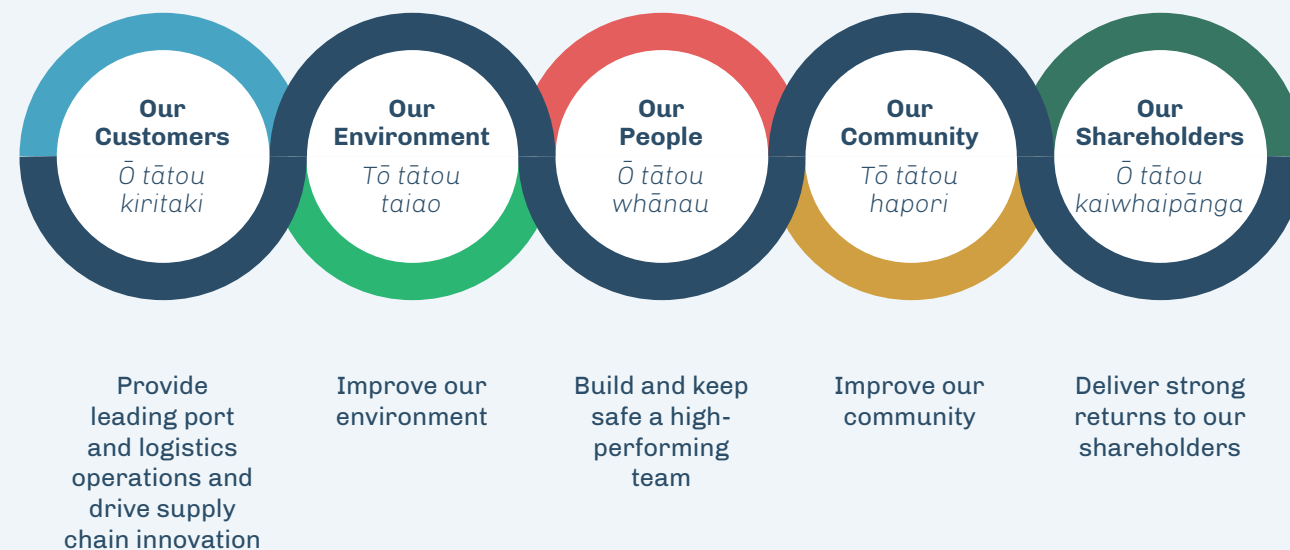 Our
Customers
Ō tātou
kiritaki
Our
Environment
Tō tātou
taiao
Our
People
Ō tātou
whānau
Our
Community
Tō tātou
hapori
Our
Shareholders
Ō tātou
kaiwhaipānga
Provide
leading port
and logistics
operations and
drive supply
chain innovation
Improve our
environment
Build and keep
safe a high-
performing
team
Improve our
community
Deliver strong
returns to our
shareholders